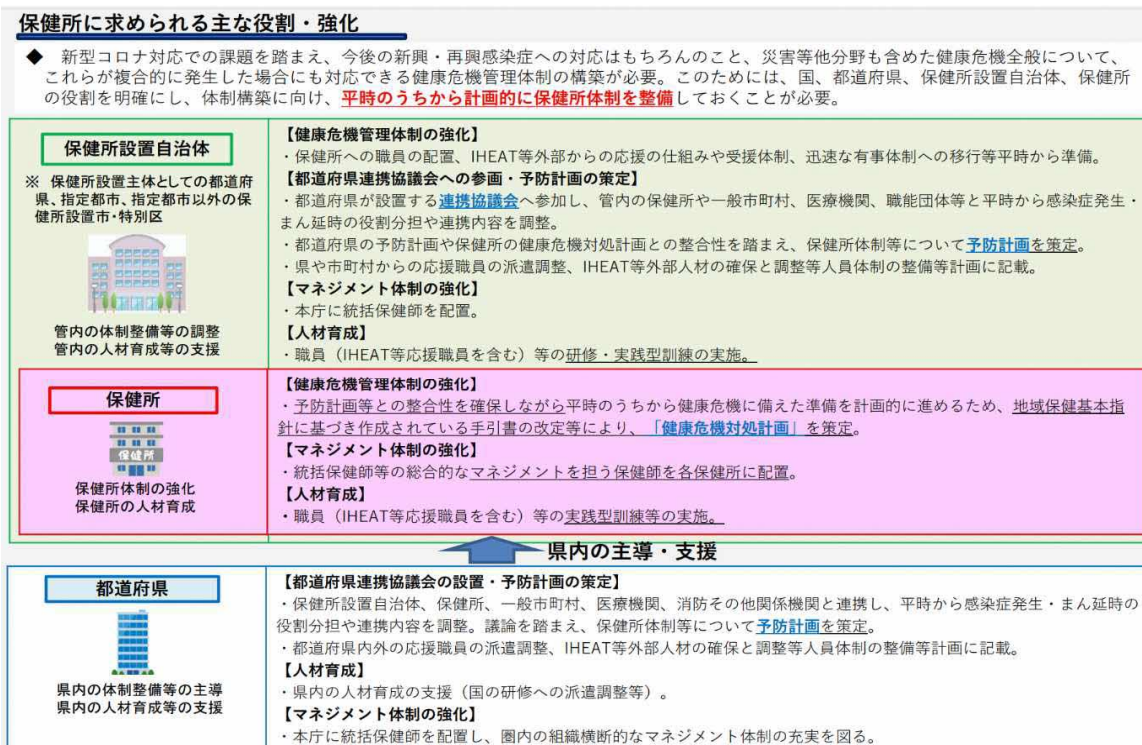 保健所に求められる主な役割・強化
◆ 新型コロナ対応での課題を踏まえ、今後の新興・再興感染症への対応はもちろんのこと、災害等他分野も含めた健康危機全般について、
これらが複合的に発生した場合にも対応できる健康危機管理体制の構築が必要。このためには、国、都道府県、保健所設置自治体、保健所
の役割を明確にし、体制構築に向け、平時のうちから計画的に保健所体制を整備しておくことが必要。
保健所設置自治体
※ 保健所設置主体としての都道府
県、指定都市、指定都市以外の保
健所設置市・特別区
管内の体制整備等の調整
管内の人材育成等の支援
【健康危機管理体制の強化】
・保健所への職員の配置、IHEAT等外部からの応援の仕組みや受援体制、迅速な有事体制への移行等平時から準備。
【都道府県連携協議会への参画・予防計画の策定】
・都道府県が設置する連携協議会へ参加し、管内の保健所や一般市町村、医療機関、職能団体等と平時から感染症発生・
まん延時の役割分担や連携内容を調整。
・都道府県の予防計画や保健所の健康危機対処計画との整合性を踏まえ、保健所体制等について予防計画を策定。
・県や市町村からの応援職員の派遣調整、IHEAT等外部人材の確保と調整等人員体制の整備等計画に記載。
【マネジメント体制の強化】
・本庁に統括保健師を配置。
【人材育成】
・職員（IHEAT等応援職員を含む）等の研修・実践型訓練の実施。
保健所
保健所
保健所体制の強化
保健所の人材育成
【健康危機管理体制の強化】
・予防計画等との整合性を確保しながら平時のうちから健康危機に備えた準備を計画的に進めるため、地域保健基本指
針に基づき作成されている手引書の改定等により、「健康危機対処計画」を策定。
【マネジメント体制の強化】
・統括保健師等の総合的なマネジメントを担う保健師を各保健所に配置。
【人材育成】
・職員（IHEAT等応援職員を含む）等の実践型訓練等の実施。
県内の主導・支援
都道府県
県内の体制整備等の主導
県内の人材育成等の支援
【都道府県連携協議会の設置・予防計画の策定】
・保健所設置自治体、保健所、一般市町村、医療機関、消防その他関係機関と連携し、平時から感染症発生・まん延時の
役割分担や連携内容を調整。議論を踏まえ、保健所体制等について予防計画を策定。
・都道府県内外の応援職員の派遣調整、IHEAT等外部人材の確保と調整等人員体制の整備等計画に記載。
【人材育成】
・県内の人材育成の支援（国の研修への派遣調整等）。
【マネジメント体制の強化】
・本庁に統括保健師を配置し、圏内の組織横断的なマネジメント体制の充実を図る。